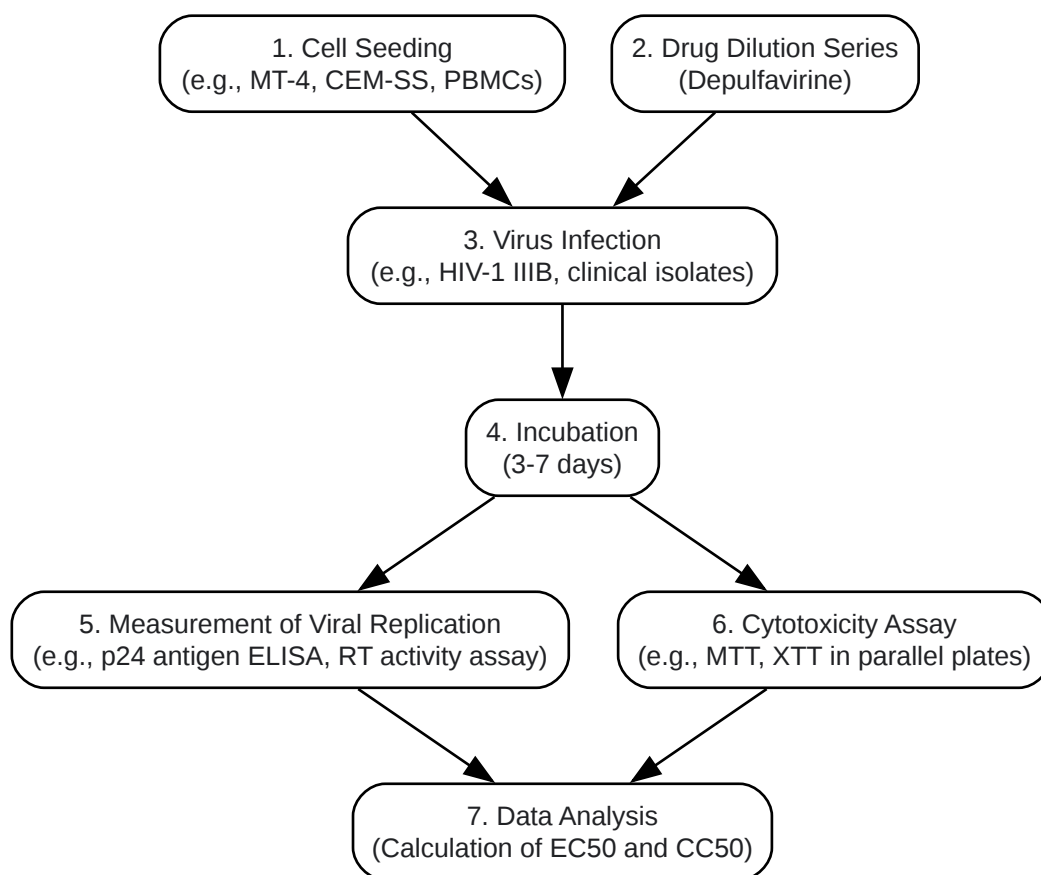 1. Cell Seeding
(e.g., MT-4, CEM-SS, PBMCs)
2. Drug Dilution Series
(Depulfavirine)
3. Virus Infection
(e.g., HIV-1 IIIB, clinical isolates)
4. Incubation
(3-7 days)
5. Measurement of Viral Replication
(e.g., p24 antigen ELISA, RT activity assay)
6. Cytotoxicity Assay
(e.g., MTT, XTT in parallel plates)
7. Data Analysis
(Calculation of EC50 and CC50)